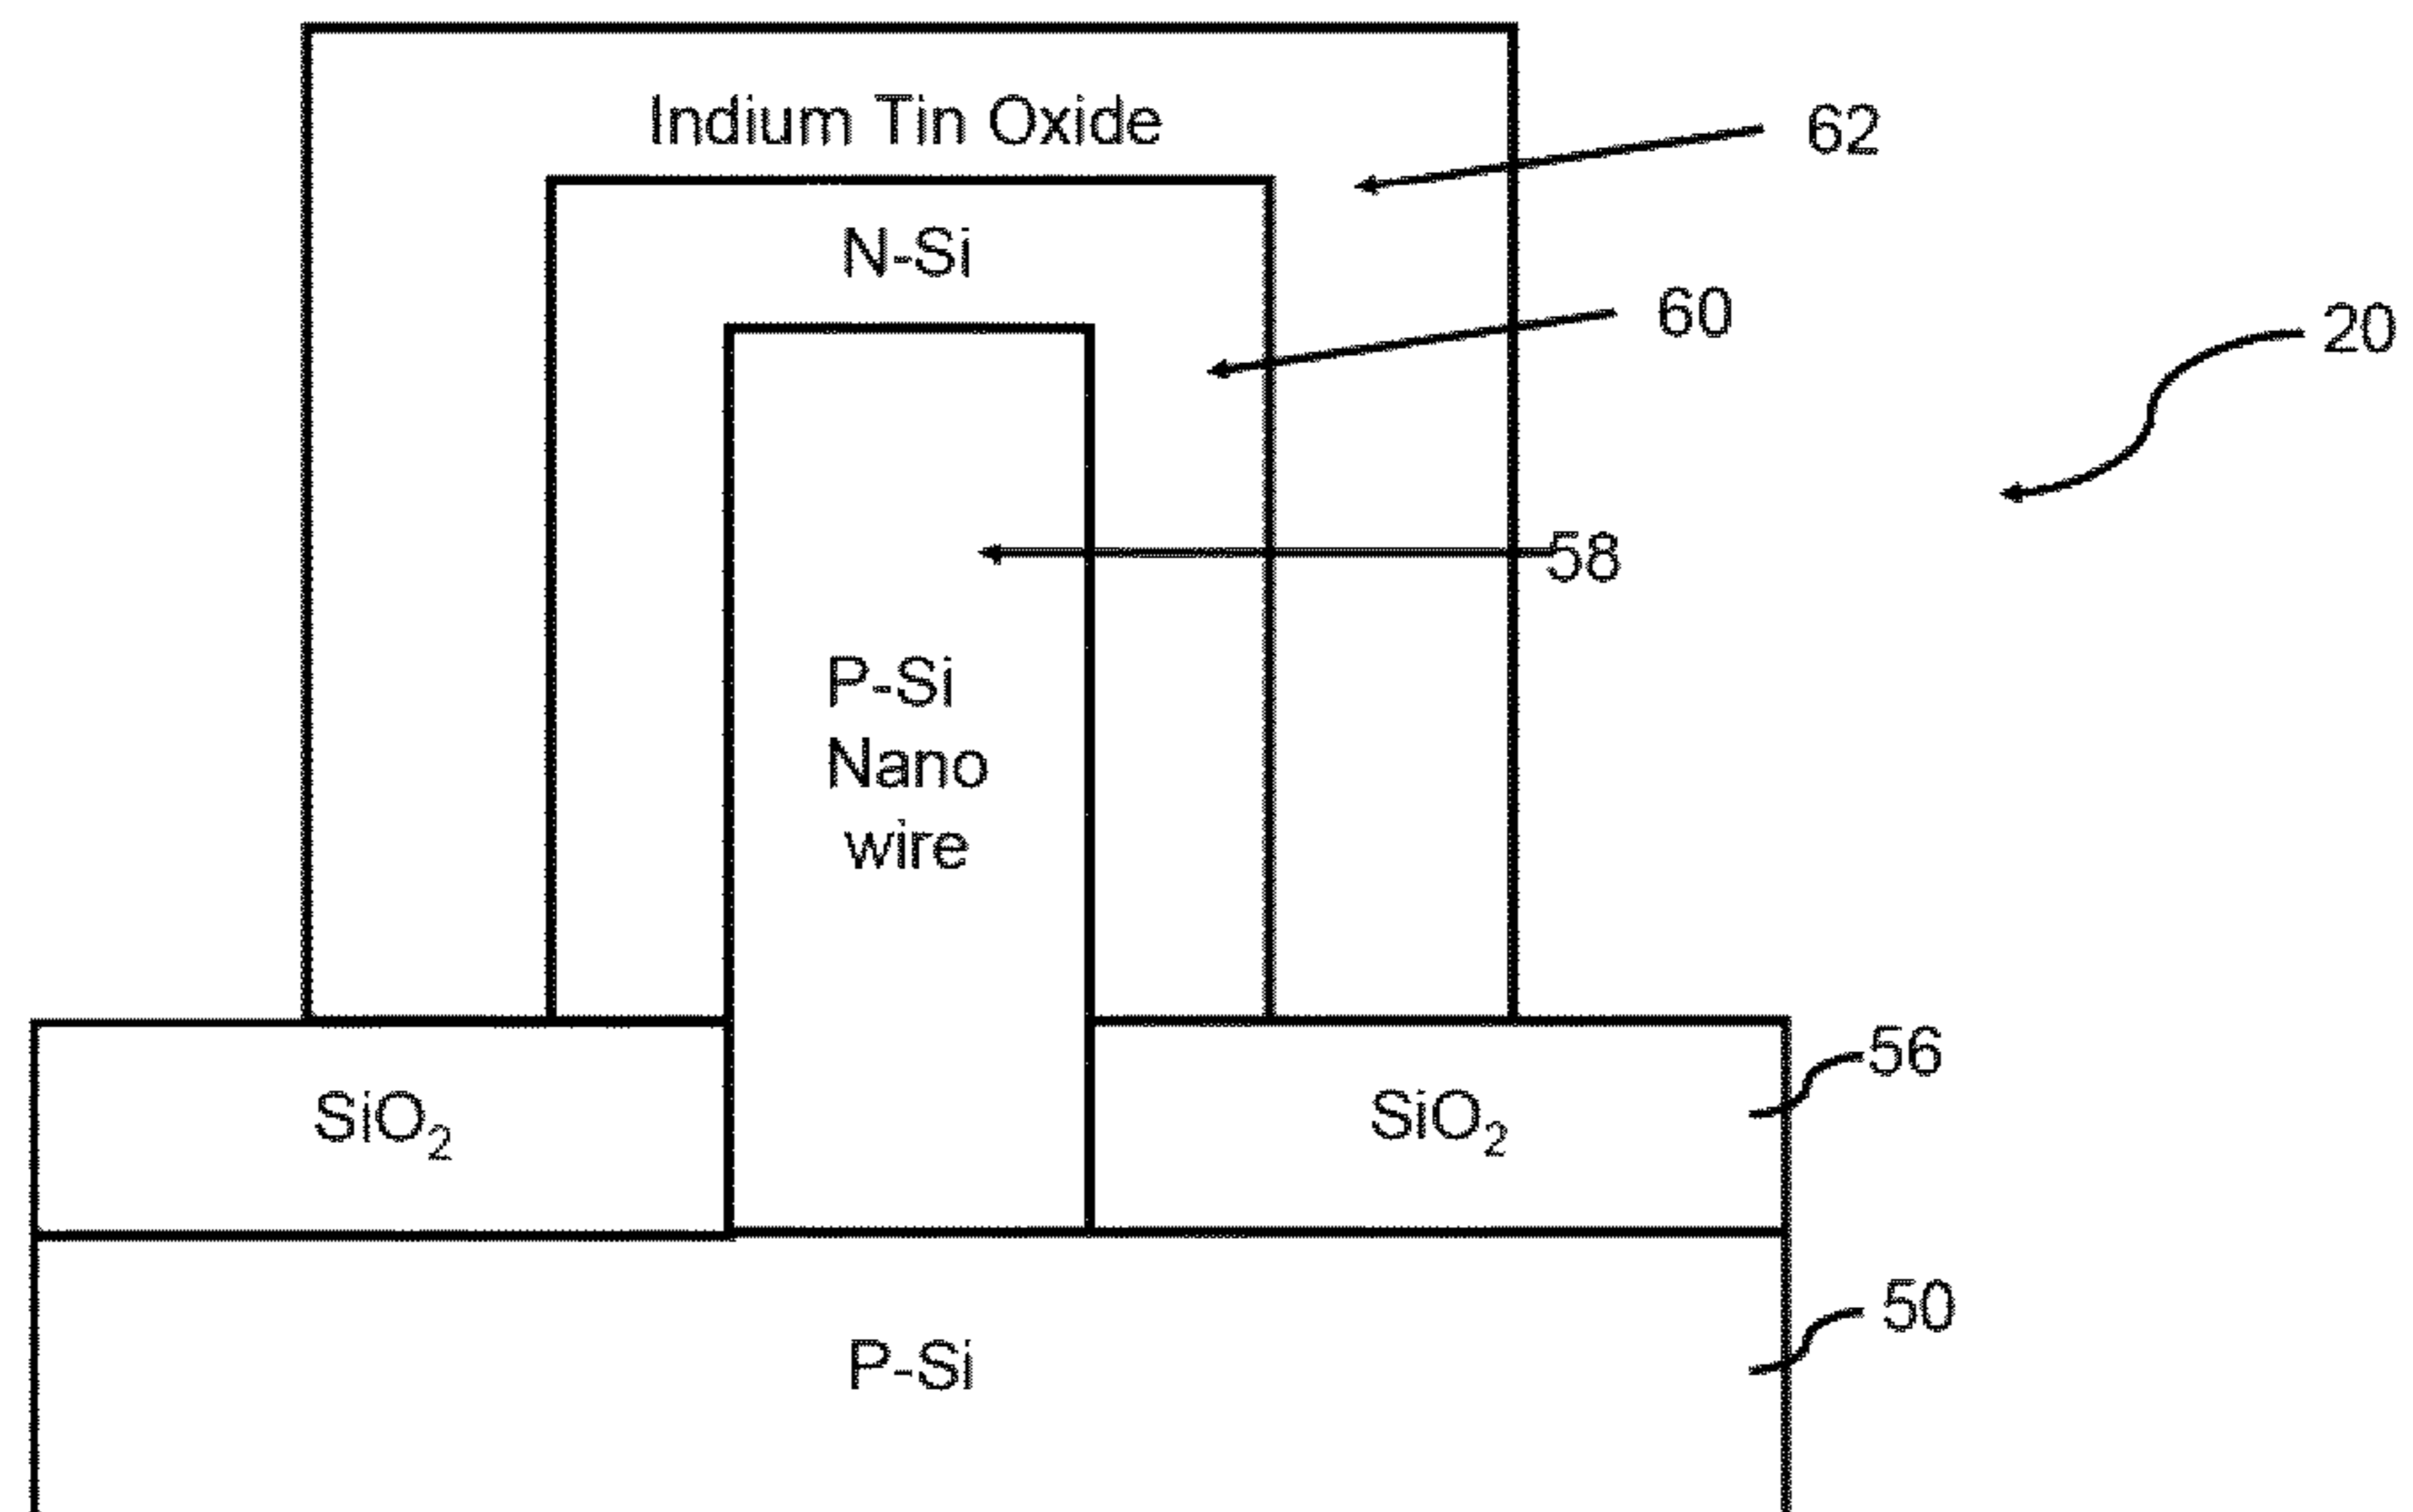 Indium Tin Oxide
62
N-Si
60
20
58
P-Si
Nano
wire
56
SiO₂
SiO₂
50
P-Si